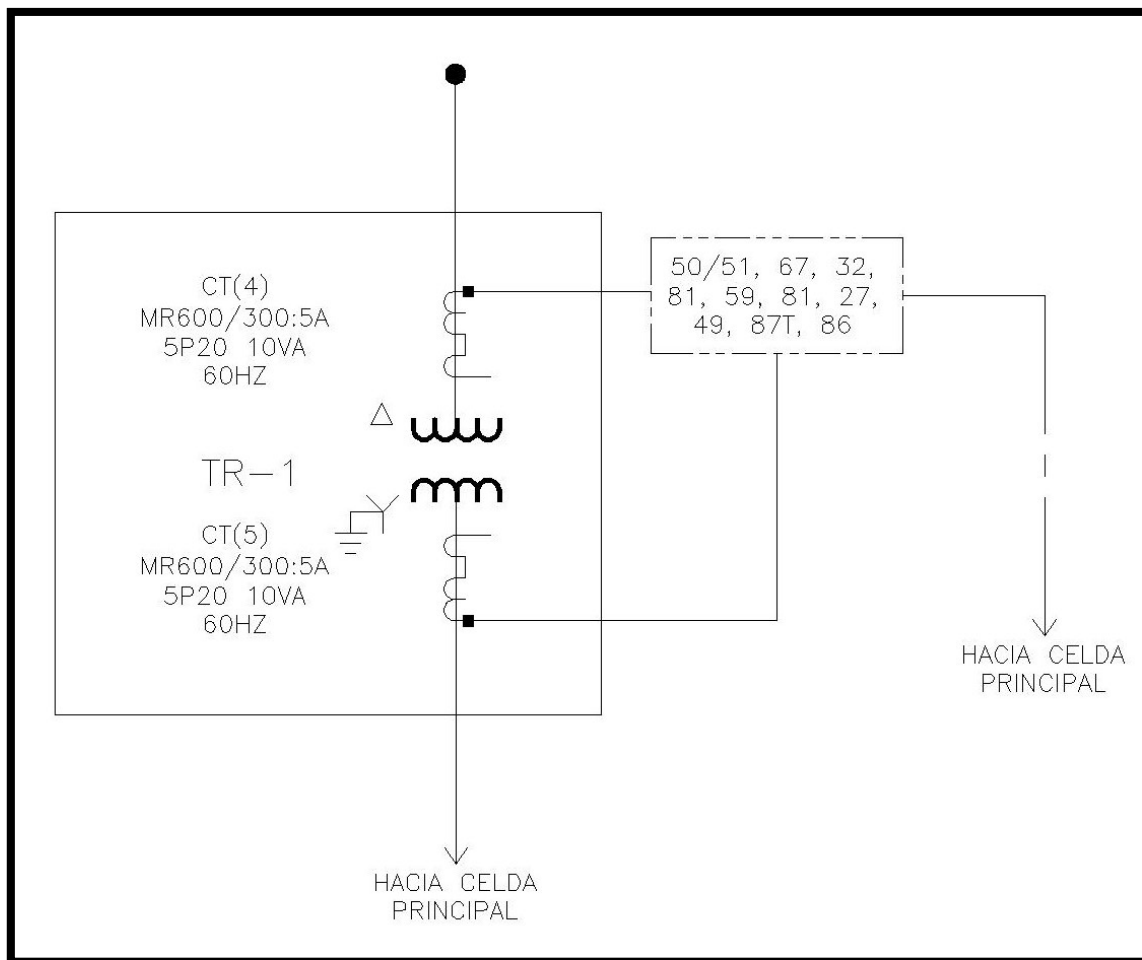 CT(4)
MR600/300:5A
5P20 10VA
60HZ
50/51, 67, 32,
81, 59, 81, 27,
49, 87T, 86
TR-1
CT(5)
MR600/300:5A
5P20 10VA
60HZ
HACIA CELDA
PRINCIPAL
HACIA CELDA
PRINCIPAL